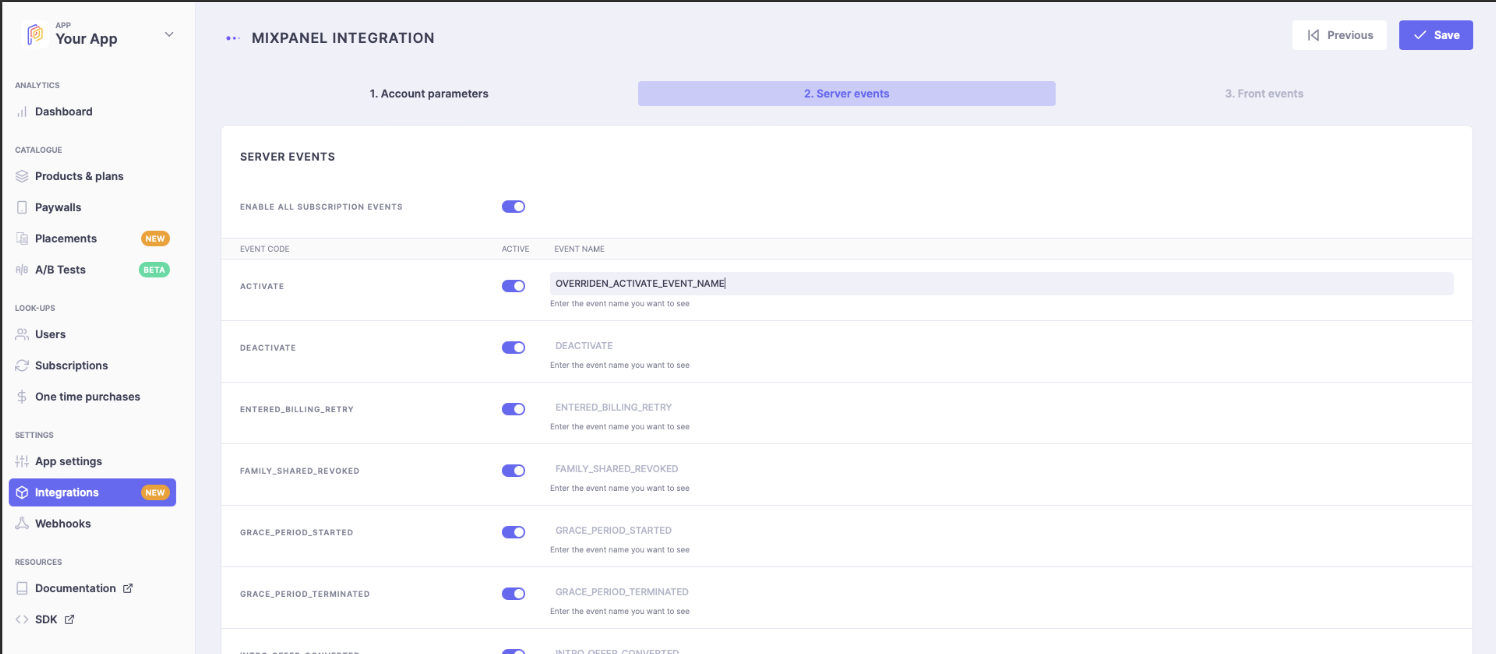 APP
Your App
ANALYTICS
Dashboard
CATALOGUE
Products & plans
Paywalls
Placements NEW
A/B Tests BETA
LOOK-UPS
Users
Subscriptions
One time purchases
SETTINGS
App settings
Integrations NEW
Webhooks
RESOURCES
Documentation
SDK
MIXPANEL INTEGRATION
Previous
Save
1. Account parameters
2. Server events
3. Front events
SERVER EVENTS
ENABLE ALL SUBSCRIPTION EVENTS
EVENT CODE ACTIVE EVENT NAME
ACTIVATE OVERRIDEN_ACTIVATE_EVENT_NAME
Enter the event name you want to see
DEACTIVATE DEACTIVATE
Enter the event name you want to see
ENTERED_BILLING_RETRY ENTERED_BILLING_RETRY
Enter the event name you want to see
FAMILY_SHARED_REVOKED FAMILY_SHARED_REVOKED
Enter the event name you want to see
GRACE_PERIOD_STARTED GRACE_PERIOD_STARTED
Enter the event name you want to see
GRACE_PERIOD_TERMINATED GRACE_PERIOD_TERMINATED
Enter the event name you want to see
INTRO_OFFER_CONVERTED INTRO_OFFER_CONVERTED